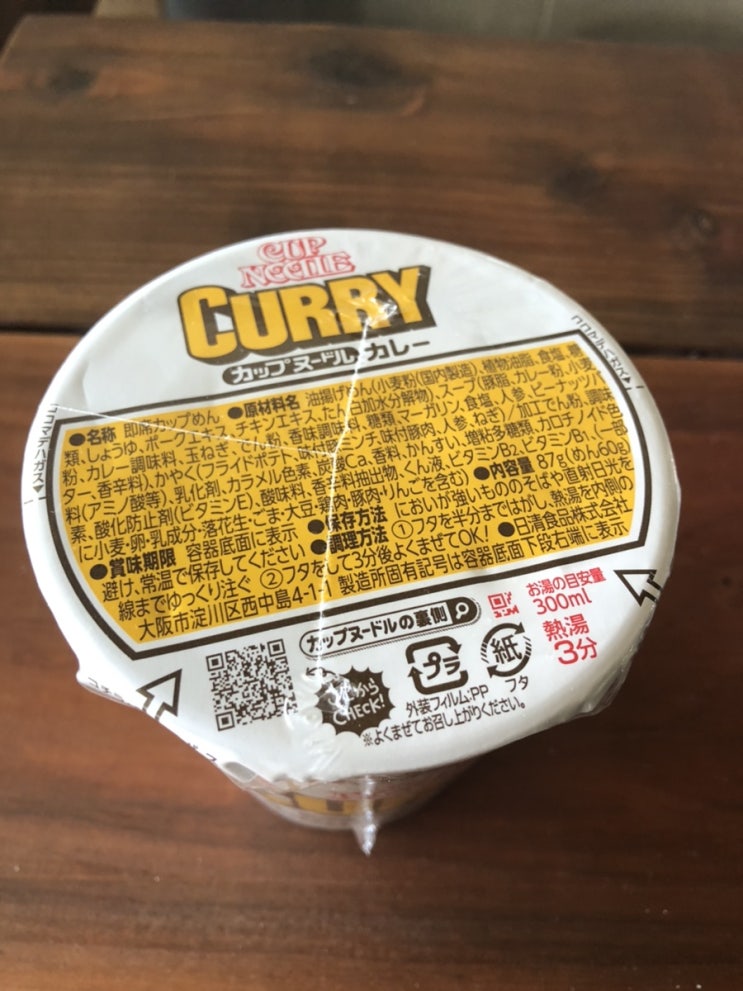 CUP
NOODLE
CURRY
カップヌードル カレー
●名称 即席カップめん ●原材料名 油揚げめん(小麦粉(国内製造)、植物油脂、食塩、
類、しょうゆ、ポークエキス、チキンエキス、たん白加水分解物)、スープ(豚脂、カレー粉、小麦
粉、カレー調味料、玉ねぎ、でん粉、香味調味料、糖類、マーガリン、食塩、人参、ピーナッツバ
ター、香辛料)、かやく(フライドポテト、味付豚ミンチ、味付豚肉、人参、ねぎ)/加工でん粉、調味
料(アミノ酸等)、乳化剤、カラメル色素、炭酸Ca、香料、かんすい、増粘多糖類、カロチノイド色
素、酸化防止剤(ビタミンE)、酸味料、香辛料抽出物、くん液、ビタミンB2、ビタミンB1、(一部
に小麦・卵・乳成分・落花生・ごま・大豆・鶏肉・豚肉・りんごを含む) ●内容量 87g(めん60g)
●賞味期限 容器底面に表示 ●保存方法 においが強いもののそばや直射日光を
避け、常温で保存してください ●調理方法 ①フタを半分まではがし、熱湯を内側の
線までゆっくり注ぐ ②フタをして3分後よくまぜてOK! ●日清食品株式会社
大阪市淀川区西中島4-1-1 製造所固有記号は容器底面下段右端に表示
カップヌードルの裏側
CHECK!
プラ
外装フィルム:PP
紙
フタ
※よくまぜてお召し上がりください。
お湯の目安量
300ml
熱湯
3分
ココマデハガス